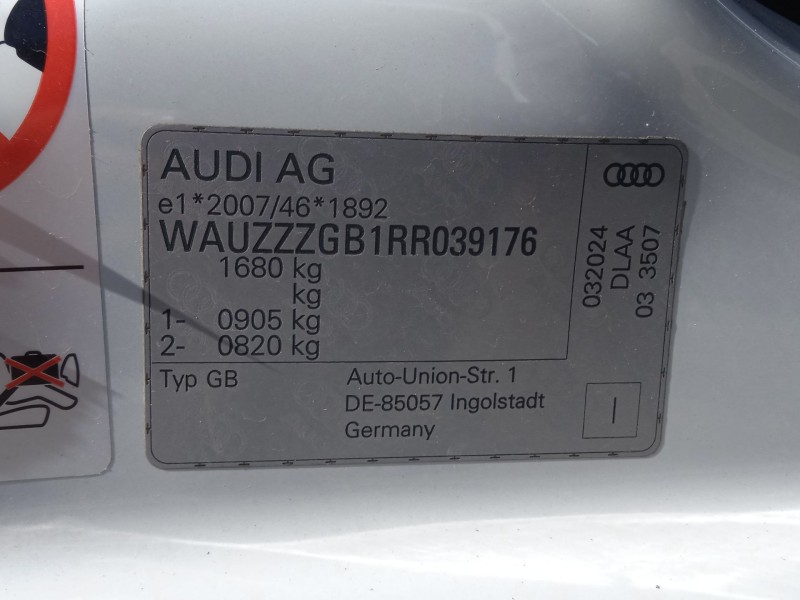 AUDI AG
e1*2007/46*1892
WAUZZZGB1RR039176
1680 kg
kg
1- 0905 kg
2- 0820 kg
032024
DLAA
03 3507
Typ GB
Auto-Union-Str. 1
DE-85057 Ingolstadt
Germany
I